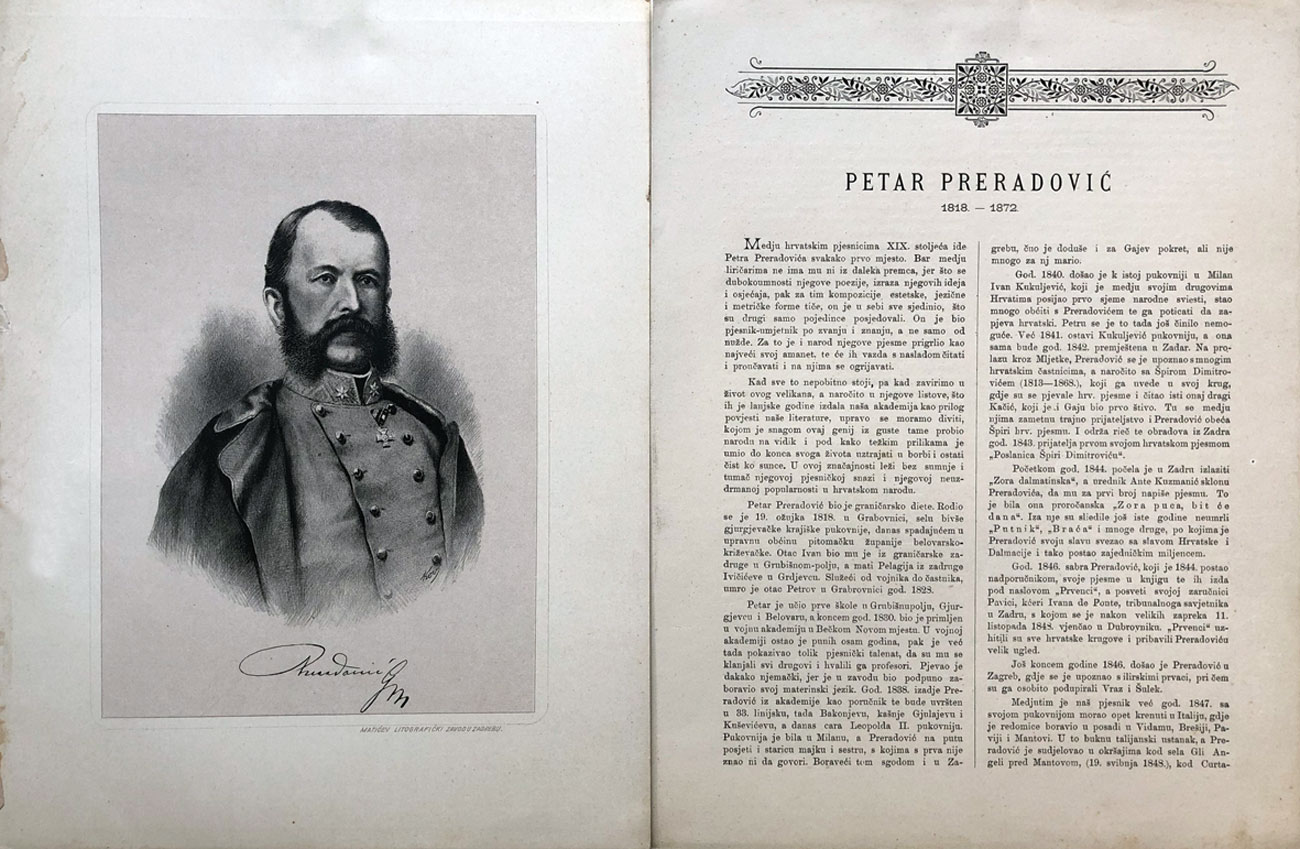 Preradović
MATIĆEV LITOGRAFIČKI ZAVOD U ZAGREBU.
PETAR PRERADOVIĆ
1818. — 1872.
Medju hrvatskim pjesnicima XIX. stoljeća ide
Petra Preradovića svakako prvo mjesto. Bar medju
liričarima ne ima mu ni iz daleka premca, jer što se
dubokoumnosti njegove poezije, izraza njegovih ideja
i osjećaja, pak za tim kompozicije estetske, jezične
i metričke forme tiče, on je u sebi sve sjedinio, što
su drugi samo pojedince posjedovali. On je bio
pjesnik-umjetnik po zvanju i znanju, a ne samo od
nužde. Za to je i narod njegove pjesme prigrlio kao
najveći svoj amanet, te će ih vazda s nasladom čitati
i proučavati i na njima se ogrijavati.
Kad sve to nepobitno stoji, pa kad zavirimo u
život ovog velikana, a naročito u njegove listove, što
ih je lanjske godine izdala naša akademija kao prilog
povjesti naše literature, upravo se moramo diviti,
kojom je snagom ovaj genij iz guste tame probio
narodu na vidik i pod kako težkim prilikama je
umio do konca svoga života uztrajati u borbi i ostati
čist ko sunce. U ovoj značajnosti leži bez sumnje i
tumač njegovoj pjesničkoj snazi i njegovoj neuz-
drmanoj popularnosti u hrvatskom narodu.
Petar Preradović bio je graničarsko diete. Rodio
se je 19. ožujka 1818. u Grabovnici, selu bivše
gjurgjevačke krajiške pukovnije, danas spadajućem u
upravnu občinu pitomačku županije belovarsko-
križevačke. Otac Ivan bio mu je iz graničarske za-
druge u Grubišnom-polju, a mati Pelagija iz zadruge
Ivičićeve u Grdjevcu. Služeći od vojnika do častnika,
umro je otac Petrov u Grabrovnici god. 1828.
Petar je učio prve škole u Grubišnupolju, Gjur-
gjevcu i Belovaru, a koncem god. 1830. bio je primljen
u vojnu akademiju u Bečkom Novom mjestu. U vojnoj
akademiji ostao je punih osam godina, pak je već
tada pokazivao tolik pjesnički talenat, da su mu se
klanjali svi drugovi i hvalili ga profesori. Pjevao je
dakako njemački, jer je u zavodu bio podpuno za-
boravio svoj materinski jezik. God. 1838. izadje Pre-
radović iz akademije kao poručnik te bude uvršten
u 33. linijsku, tada Bakonjevu, kašnje Gjulajevu i
Knševićevu, a danas cara Leopolda II. pukovniju.
Pukovnija je bila u Milanu, a Preradović na putu
posjeti i staricu majku i sestru, s kojima s prva nije
znao ni da govori. Boraveći tom sgodom i u Za-
grebu, čuo je doduše i za Gajev pokret, ali nije
mnogo za nj mario.
God. 1840. došao je k istoj pukovniji u Milan
Ivan Kukuljević, koji je medju svojim drugovima
Hrvatima posijao prvo sjeme narodne sviesti, stao
mnogo obćiti s Preradovićem te ga poticati da za-
pjeva hrvatski. Petru se je to tada još činilo nemo-
guće. Već 1841. ostavi Kukuljević pukovniju, a ona
sama bude god. 1842. premještena u Zadar. Na pro-
lazu kroz Mljetke, Preradović se je upoznao s mnogim
hrvatskim častnicima, a naročito sa Špirom Dimitro-
vićem (1813—1868.), koji ga uvede u svoj krug,
gdje su se pjevale hrv. pjesme i čitao isti onaj dragi
Kačić, koji je i Gaju bio prvo štivo. Tu se medju
njima zametnu trajno prijateljstvo i Preradović obeća
Špiri hrv. pjesmu. I održa rieč te obradova iz Zadra
god. 1843. prijatelja prvom svojom hrvatskom pjesmom
„Poslanica Špiri Dimitroviću“.
Početkom god. 1844. počela je u Zadru izlaziti
„Zora dalmatinska“, a urednik Ante Kuzmanić sklonu
Preradovića, da mu za prvi broj napiše pjesmu. To
je bila ona proročanska „Zora puca, bit će
dana“. Iza nje su sliedile još iste godine neumrli
„Putnik“, „Braća“ i mnoge druge, po kojima je
Preradović svoju slavu svezao sa slavom Hrvatske i
Dalmacije i tako postao zajedničkim miljencem.
God. 1846. sabra Preradović, koji je 1844. postao
nadporučnikom, svoje pjesme u knjigu te ih izda
pod naslovom „Prvenci“, a posveti svojoj zaručnici
Pavici, kćeri Ivana de Ponte, tribunalnoga savjetnika
u Zadru, s kojom se je nakon velikih zapreka 11.
listopada 1848. vjenčao u Dubrovniku. „Prvenci“ uz-
hitili su sve hrvatske krugove i pribavili Preradoviću
velik ugled.
Još koncem godine 1846. došao je Preradović u
Zagreb, gdje se je upoznao s ilirskimi prvaci, pri čem
su ga osobito podupirali Vraz i Šulek.
Medjutim je naš pjesnik već god. 1847. sa
svojom pukovnijom morao opet krenuti u Italiju, gdje
je redomice boravio u posadi u Vidamu, Brešiji, Pa-
viji i Mantovi. U to buknu talijanski ustanak, a Pre-
radović je sudjelovao u okršajima kod sela Gli An-
geli pred Mantovom, (19. svibnja 1848.), kod Curta-